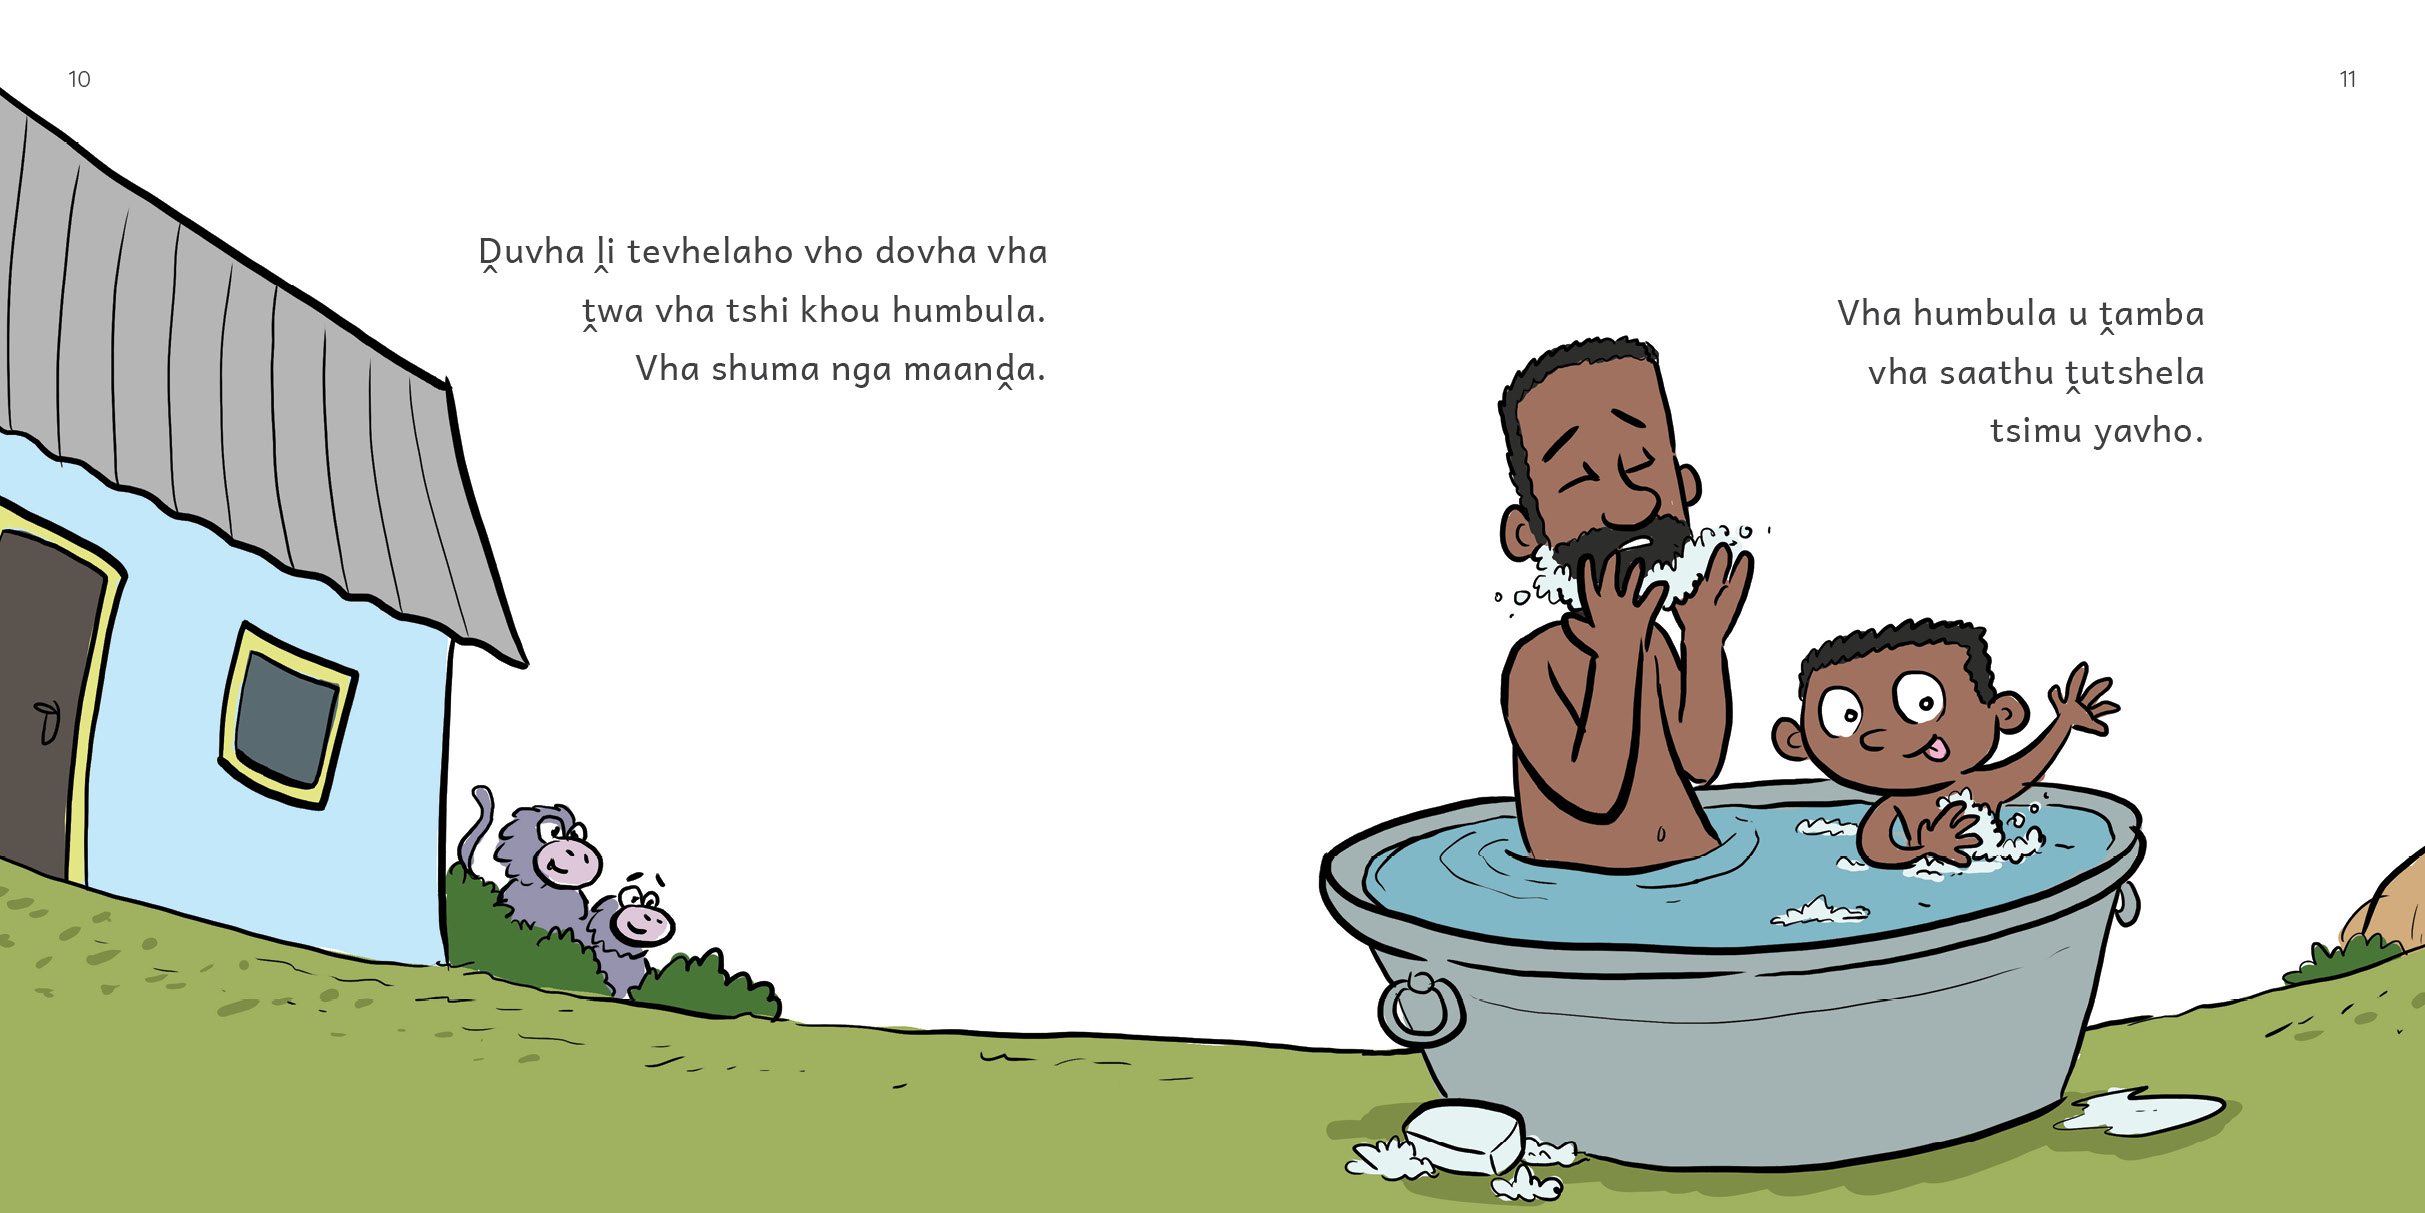 10
Ḓuvha ḽi tevhelaho vho dovha vha
ṱwa vha tshi khou humbula.
Vha shuma nga maanḓa.
11
Vha humbula u ṱamba
vha saathu ṱutshela
tsimu yavho.